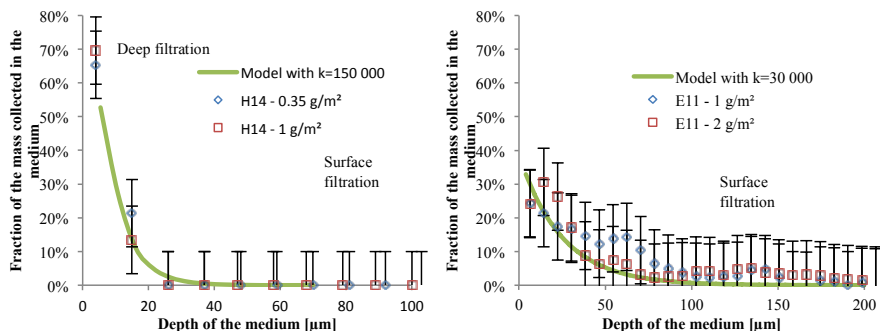 Fraction of the mass collected in the
medium
80%
70%
60%
50%
40%
30%
20%
10%
0%
Deep filtration
Model with k=150 000
H14 - 0.35 g/m²
H14 - 1 g/m²
Surface
filtration
0 20 40 60 80 100
Depth of the medium [µm]
Fraction of the mass collected in the
medium
80%
70%
60%
50%
40%
30%
20%
10%
0%
Model with k=30 000
E11 - 1 g/m²
E11 - 2 g/m²
Surface
filtration
0 50 100 150 200
Depth of the medium [µm]